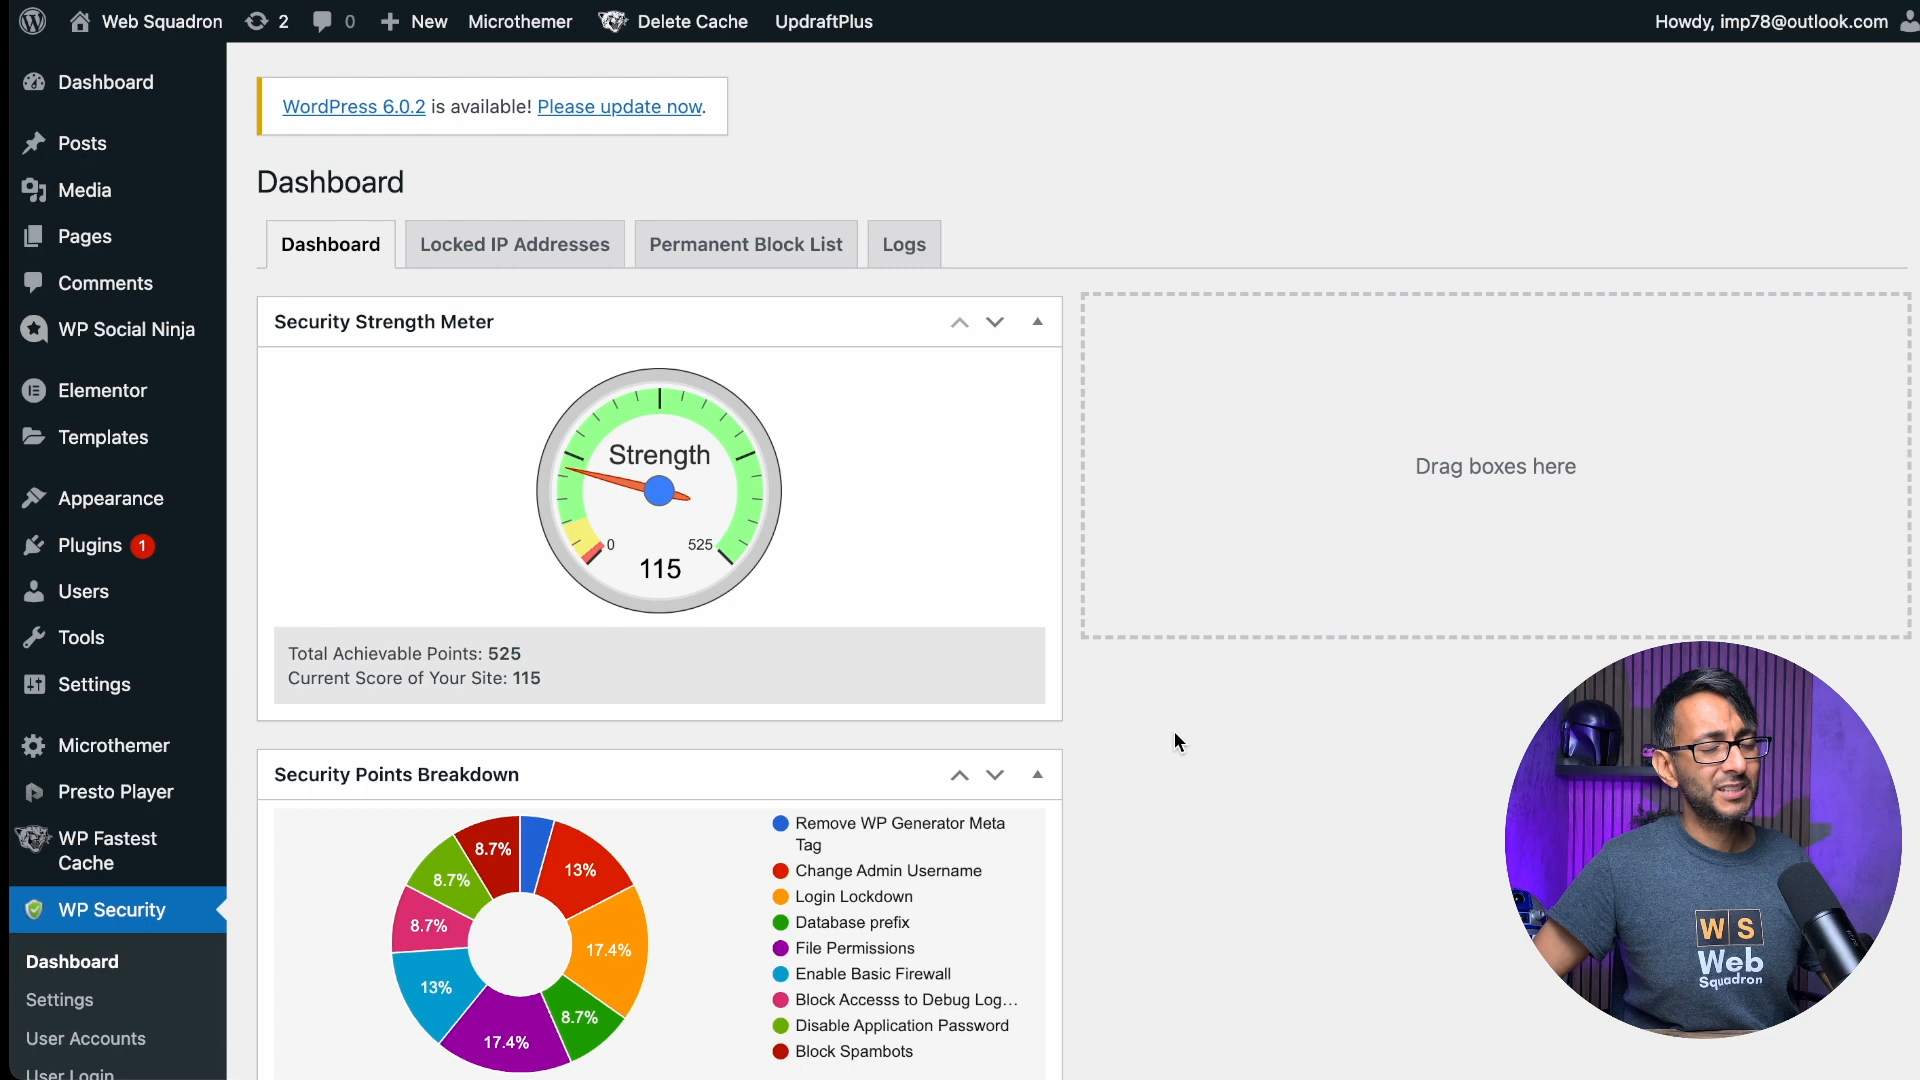 Web Squadron 2 0 New Microthemer Delete Cache UpdraftPlus Howdy, imp78@outlook.com
Dashboard
Posts
Media
Pages
Comments
WP Social Ninja
Elementor
Templates
Appearance
Plugins 1
Users
Tools
Settings
Microthemer
Presto Player
WP Fastest
Cache
WP Security
Dashboard
Settings
User Accounts
User Login
WordPress 6.0.2 is available! Please update now.
Dashboard
Dashboard Locked IP Addresses Permanent Block List Logs
Security Strength Meter
Strength
0 525
115
Total Achievable Points: 525
Current Score of Your Site: 115
Drag boxes here
Security Points Breakdown
8.7%
13%
8.7%
8.7%
17.4%
13%
8.7%
17.4%
Remove WP Generator Meta
Tag
Change Admin Username
Login Lockdown
Database prefix
File Permissions
Enable Basic Firewall
Block Accesss to Debug Log...
Disable Application Password
Block Spambots
W S
Web
Squadron